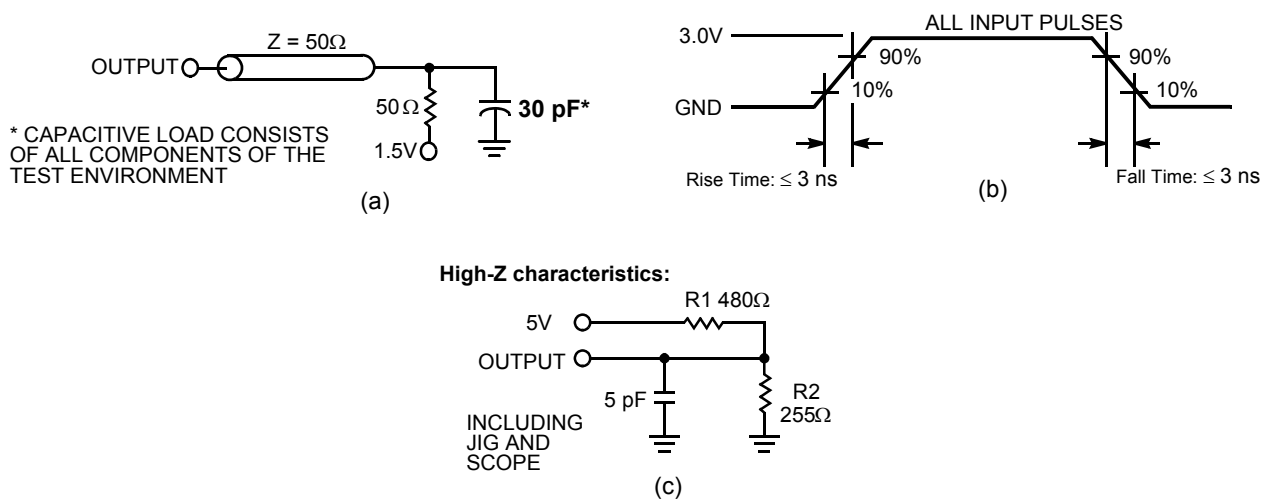 Z = 50Ω
OUTPUT
50Ω
30 pF*
1.5V
* CAPACITIVE LOAD CONSISTS
OF ALL COMPONENTS OF THE
TEST ENVIRONMENT
(a)
ALL INPUT PULSES
3.0V
90%
90%
10%
10%
GND
Rise Time: ≤ 3 ns
Fall Time: ≤ 3 ns
(b)
High-Z characteristics:
R1 480Ω
5V
OUTPUT
5 pF
R2
255Ω
INCLUDING
JIG AND
SCOPE
(c)